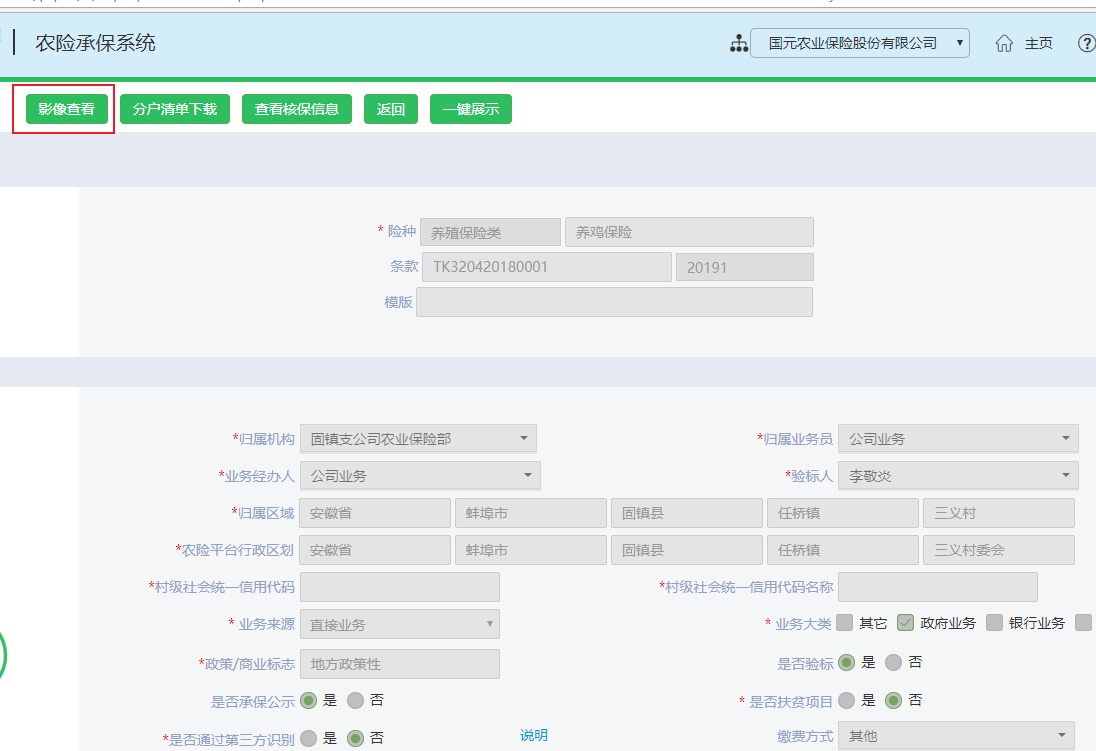 农险承保系统 国元农业保险股份有限公司 主页
影像查看 分户清单下载 查看核保信息 返回 一键展示
* 险种 养殖保险类 养鸡保险
条款 TK320420180001 20191
模版
*归属机构 固镇支公司农业保险部 *归属业务员 公司业务
*业务经办人 公司业务 *验标人 李敬炎
*归属区域 安徽省 蚌埠市 固镇县 任桥镇 三义村
*农险平台行政区划 安徽省 蚌埠市 固镇县 任桥镇 三义村委会
*村级社会统一信用代码 *村级社会统一信用代码名称
* 业务来源 直接业务 * 业务大类 其它 政府业务 银行业务
*政策/商业标志 地方政策性 是否验标 是 否
是否承保公示 是 否 * 是否扶贫项目 是 否
*是否通过第三方识别 是 否 说明 缴费方式 其他